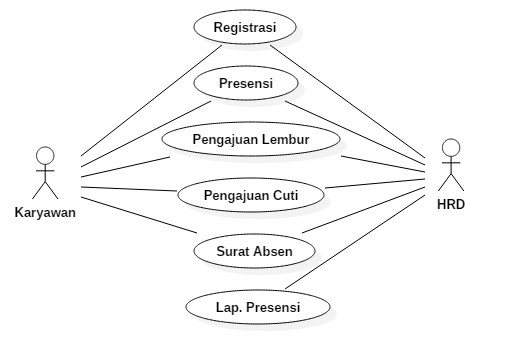 Registrasi
Presensi
Pengajuan Lembur
Pengajuan Cuti
Karyawan
HRD
Surat Absen
Lap. Presensi